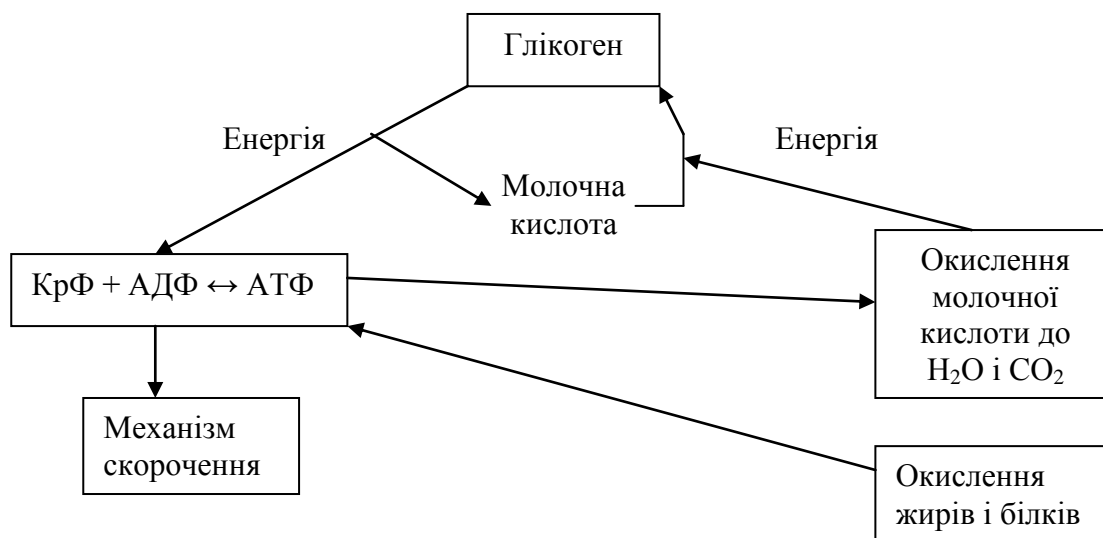 Глікоген
Енергія
Енергія
Молочна
кислота
КрФ + АДФ ↔ АТФ
Окислення
молочної
кислоти до
H₂O і CO₂
Механізм
скорочення
Окислення
жирів і білків